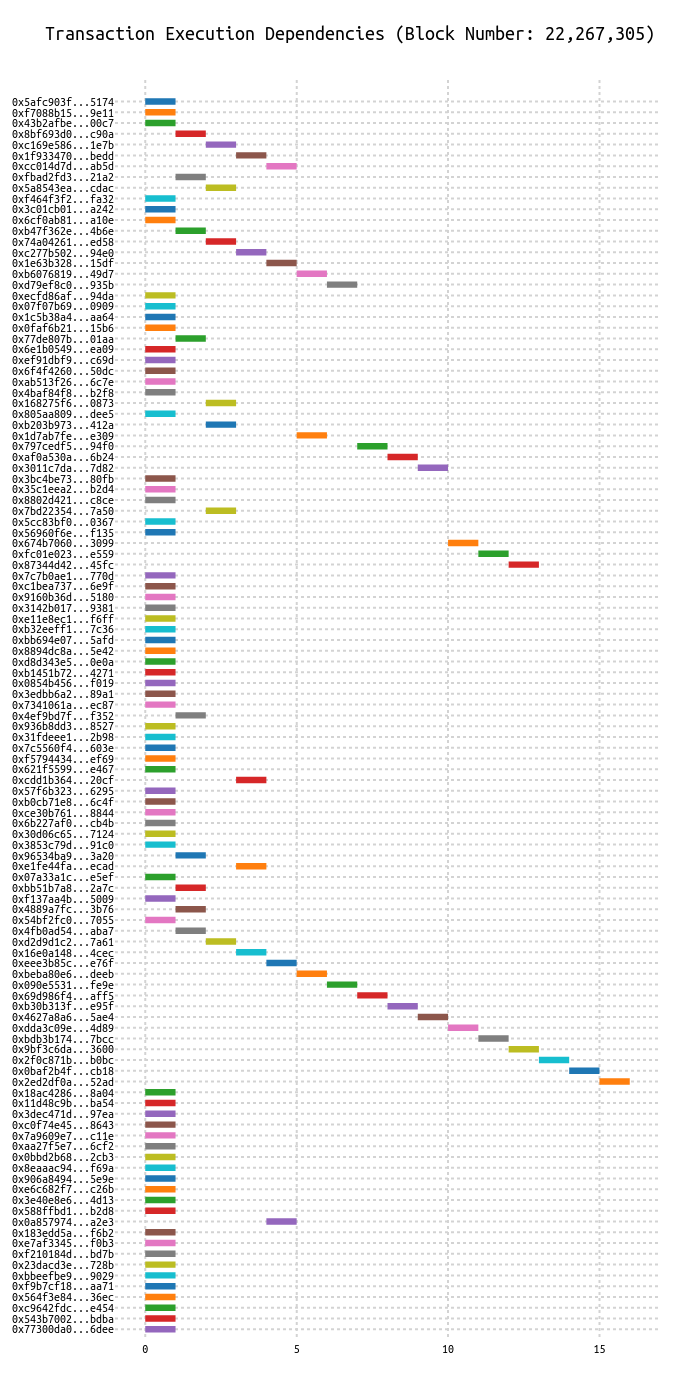 Transaction Execution Dependencies (Block Number: 22,267,305)
0x5afc903f...5174
0xf7088b15...9e11
0x43b2afbe...00c7
0x8bf693d0...c90a
0xc169e586...1e7b
0x1f933470...bedd
0xcc014d7d...ab5d
0xfbad2fd3...21a2
0x5a8543ea...cdac
0xf464f3f2...fa32
0x3c01cb01...a242
0x6cf0ab81...a10e
0xb47f362e...4b6e
0x74a04261...ed58
0xc277b502...94e0
0x1e63b328...15df
0xb6076819...49d7
0xd79ef8c0...935b
0xecfd86af...94da
0x07f07b69...0909
0x1c5b38a4...aa64
0x0faf6b21...15b6
0x77de807b...01aa
0x6e1b0549...ea09
0xef91dbf9...c69d
0x6f4f4260...50dc
0xab513f26...6c7e
0x4baf84f8...b2f8
0x168275f6...0873
0x805aa809...dee5
0xb203b973...412a
0x1d7ab7fe...e309
0x797cedf5...94f0
0xaf0a530a...6b24
0x3011c7da...7d82
0x3bc4be73...80fb
0x35c1eea2...b2d4
0x8802d421...c8ce
0x7bd22354...7a50
0x5cc83bf0...0367
0x56960f6e...f135
0x674b7060...3099
0xfc01e023...e559
0x87344d42...45fc
0x7c7b0ae1...770d
0xc1bea737...6e9f
0x9160b36d...5180
0x3142b017...9381
0xe11e8ec1...f6ff
0xb32eeff1...7c36
0xbb694e07...5afd
0x8894dc8a...5e42
0xd8d343e5...0e0a
0xb1451b72...4271
0x0854b456...f019
0x3edbb6a2...89a1
0x7341061a...ec87
0x4ef9bd7f...f352
0x936b8dd3...8527
0x31fdeee1...2b98
0x7c5560f4...603e
0xf5794434...ef69
0x621f5599...e467
0xcdd1b364...20cf
0x57f6b323...6295
0xb0cb71e8...6c4f
0xce30b761...8844
0x6b227af0...cb4b
0x30d06c65...7124
0x3853c79d...91c0
0x96534ba9...3a20
0xe1fe44fa...ecad
0x07a33a1c...e5ef
0xbb51b7a8...2a7c
0xf137aa4b...5009
0x4889a7fc...3b76
0x54bf2fc0...7055
0x4fb0ad54...aba7
0xd2d9d1c2...7a61
0x16e0a148...4cec
0xeee3b85c...e76f
0xbeba80e6...deeb
0x090e5531...fe9e
0x69d986f4...aff5
0xb30b313f...e95f
0x4627a8a6...5ae4
0xdda3c09e...4d89
0xbdb3b174...7bcc
0x9bf3c6da...3600
0x2f0c871b...b0bc
0x0baf2b4f...cb18
0x2ed2df0a...52ad
0x18ac4286...8a04
0x11d48c9b...ba54
0x3dec471d...97ea
0xc0f74e45...8643
0x7a9609e7...c11e
0xaa27f5e7...6cf2
0x0bbd2b68...2cb3
0x8eaaac94...f69a
0x906a8494...5e9e
0xe6c682f7...c26b
0x3e40e8e6...4d13
0x588ffbd1...b2d8
0x0a857974...a2e3
0x183edd5a...f6b2
0xe7af3345...f0b3
0xf210184d...bd7b
0x23dacd3e...728b
0xbbeefbe9...9029
0xf9b7cf18...aa71
0x564f3e84...36ec
0xc9642fdc...e454
0x543b7002...bdba
0x77300da0...6dee
0 5 10 15